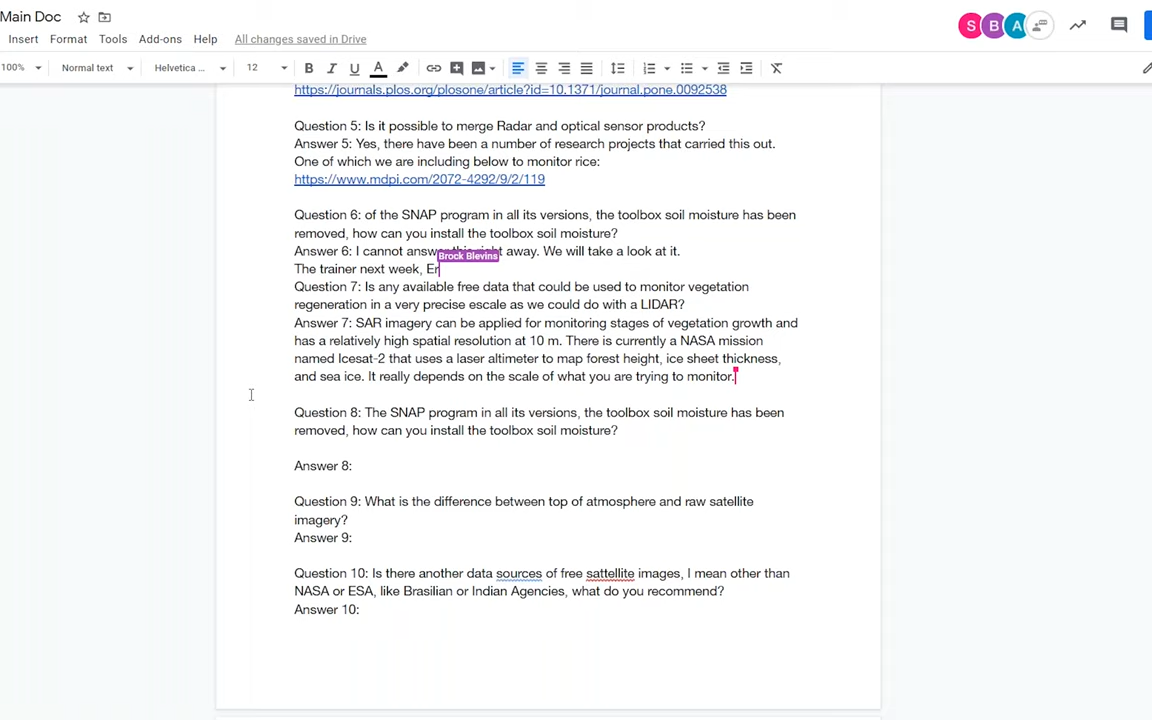 Main Doc
S B A
Insert Format Tools Add-ons Help All changes saved in Drive
100% Normal text Helvetica ... 12 B I U A
https://journals.plos.org/plosone/article?id=10.1371/journal.pone.0092538
Question 5: Is it possible to merge Radar and optical sensor products?
Answer 5: Yes, there have been a number of research projects that carried this out.
One of which we are including below to monitor rice:
https://www.mdpi.com/2072-4292/9/2/119
Question 6: of the SNAP program in all its versions, the toolbox soil moisture has been
removed, how can you install the toolbox soil moisture?
Answer 6: I cannot answer this right away. We will take a look at it.
Brock Blevins
The trainer next week, Er
Question 7: Is any available free data that could be used to monitor vegetation
regeneration in a very precise escale as we could do with a LIDAR?
Answer 7: SAR imagery can be applied for monitoring stages of vegetation growth and
has a relatively high spatial resolution at 10 m. There is currently a NASA mission
named Icesat-2 that uses a laser altimeter to map forest height, ice sheet thickness,
and sea ice. It really depends on the scale of what you are trying to monitor.
Question 8: The SNAP program in all its versions, the toolbox soil moisture has been
removed, how can you install the toolbox soil moisture?
Answer 8:
Question 9: What is the difference between top of atmosphere and raw satellite
imagery?
Answer 9:
Question 10: Is there another data sources of free sattellite images, I mean other than
NASA or ESA, like Brasilian or Indian Agencies, what do you recommend?
Answer 10: